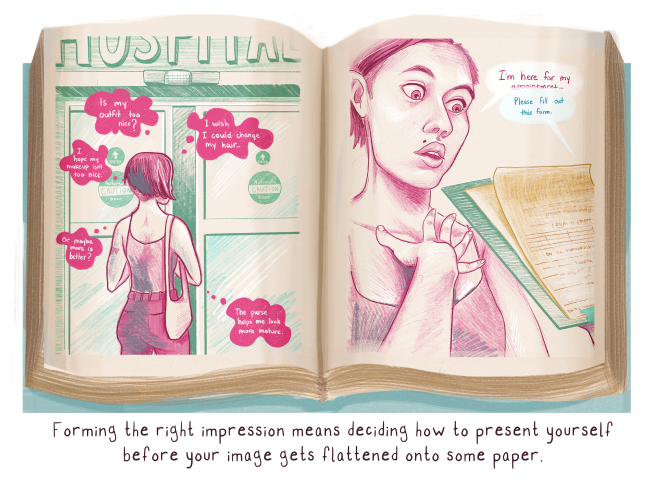 HOSPITAL
Is my
outfit too
nice?
I wish
I could change
my hair...
I
hope my
makeup isn't
too nice.
CAUTION
CAUTION
Or maybe
more is
better?
The purse
helps me look
more mature.
I'm here for my
appointment...
Please fill out
this form.
Forming the right impression means deciding how to present yourself
before your image gets flattened onto some paper.